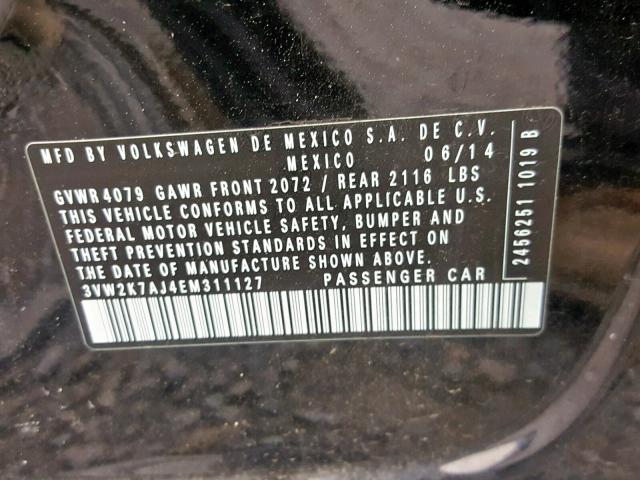 MFD BY VOLKSWAGEN DE MEXICO S.A. DE C.V.
MEXICO 06/14
GVWR 4079 GAWR FRONT 2072 / REAR 2116 LBS
THIS VEHICLE CONFORMS TO ALL APPLICABLE U.S.
FEDERAL MOTOR VEHICLE SAFETY, BUMPER AND
THEFT PREVENTION STANDARDS IN EFFECT ON
THE DATE OF MANUFACTURE SHOWN ABOVE.
3VW2K7AJ4EM311127 PASSENGER CAR
2456251 1019 B